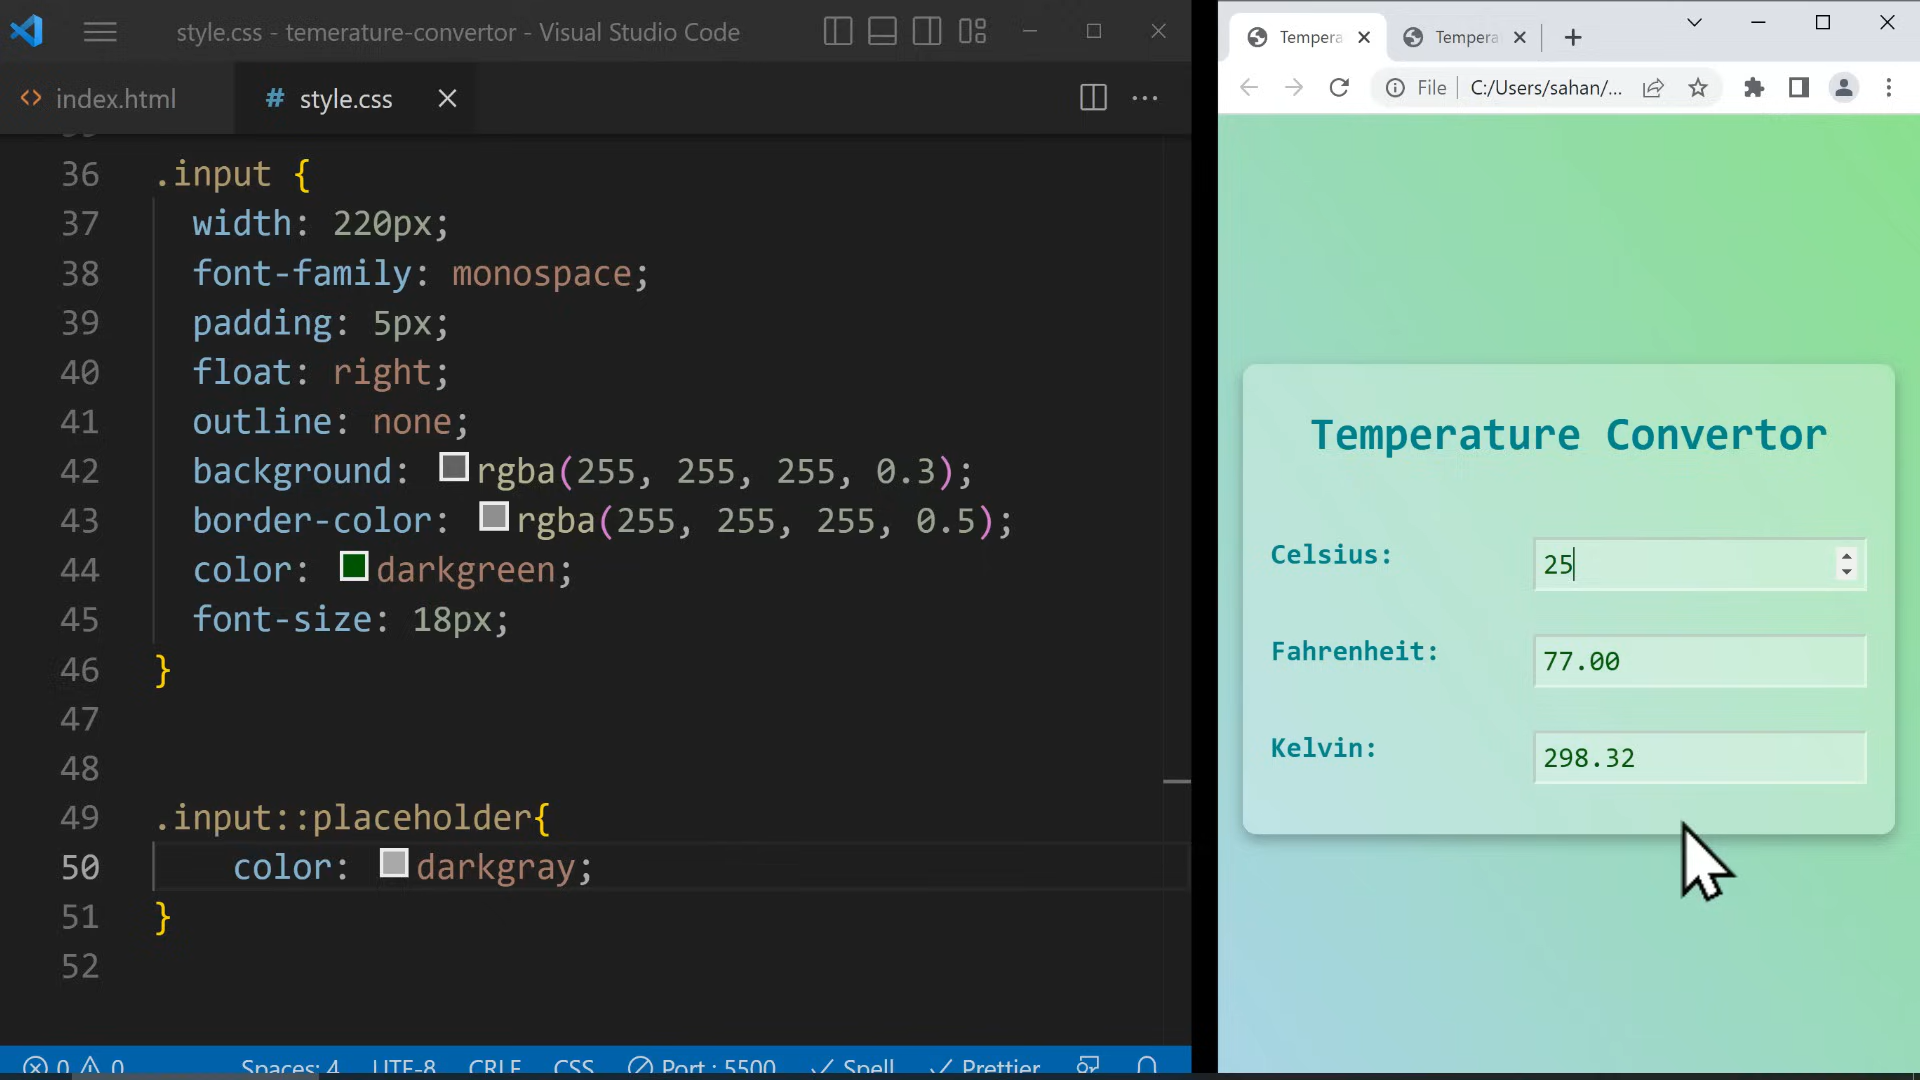 style.css - temerature-convertor - Visual Studio Code
index.html
# style.css
36 .input {
37 width: 220px;
38 font-family: monospace;
39 padding: 5px;
40 float: right;
41 outline: none;
42 background: rgba(255, 255, 255, 0.3);
43 border-color: rgba(255, 255, 255, 0.5);
44 color: darkgreen;
45 font-size: 18px;
46 }
47
48
49 .input::placeholder{
50 color: darkgray;
51 }
52
0 0 Spaces: 4 UTF-8 CRLF CSS Port : 5500 Spell Prettier
Tempera Tempera
File C:/Users/sahan/...
Temperature Convertor
Celsius: 25
Fahrenheit: 77.00
Kelvin: 298.32